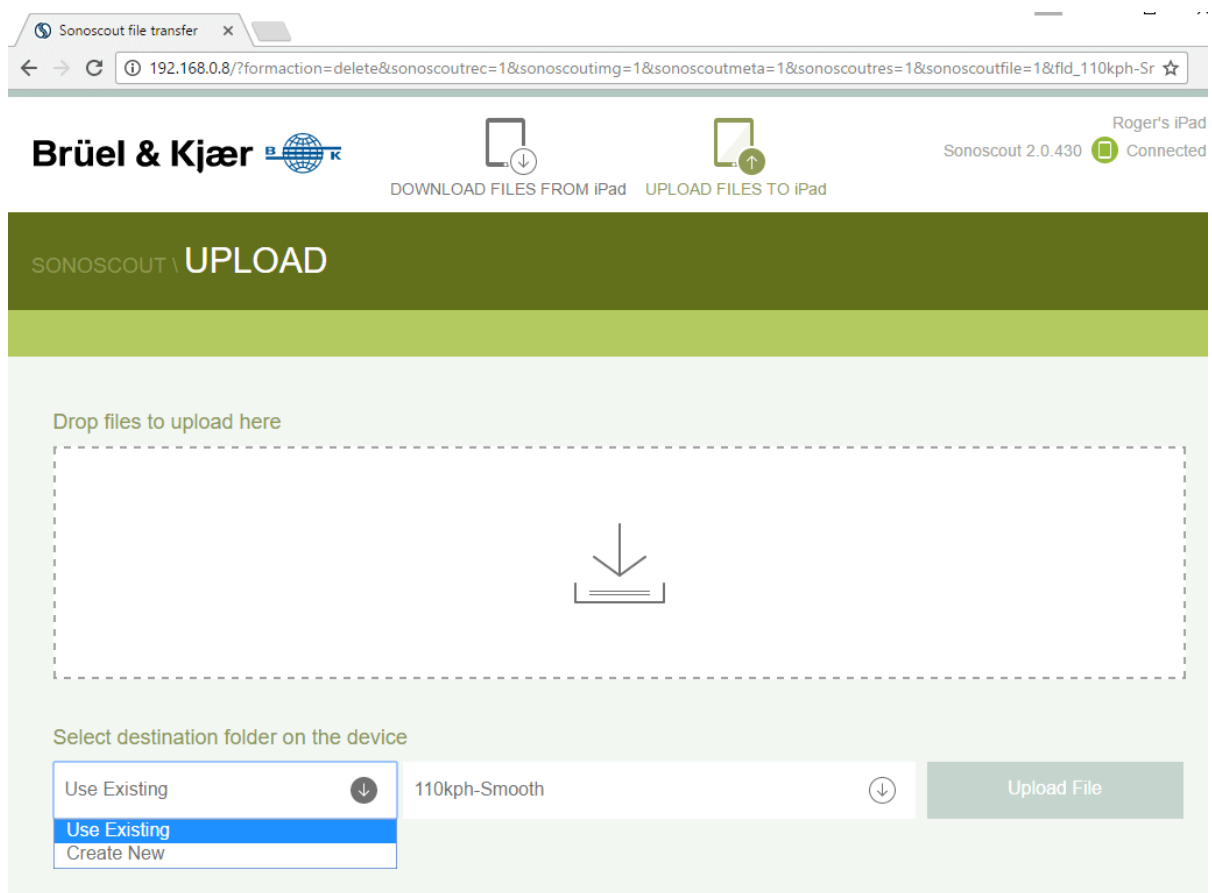 Sonoscout file transfer
192.168.0.8/?formaction=delete&sonoscoutrec=1&sonoscoutimg=1&sonoscoutmeta=1&sonoscoutres=1&sonoscoutfile=1&fld_110kph-Sr
Brüel & Kjær B K
DOWNLOAD FILES FROM iPad
UPLOAD FILES TO iPad
Roger's iPad
Sonoscout 2.0.430 Connected
SONOSCOUT \ UPLOAD
Drop files to upload here
Select destination folder on the device
Use Existing 110kph-Smooth Upload File
Use Existing
Create New